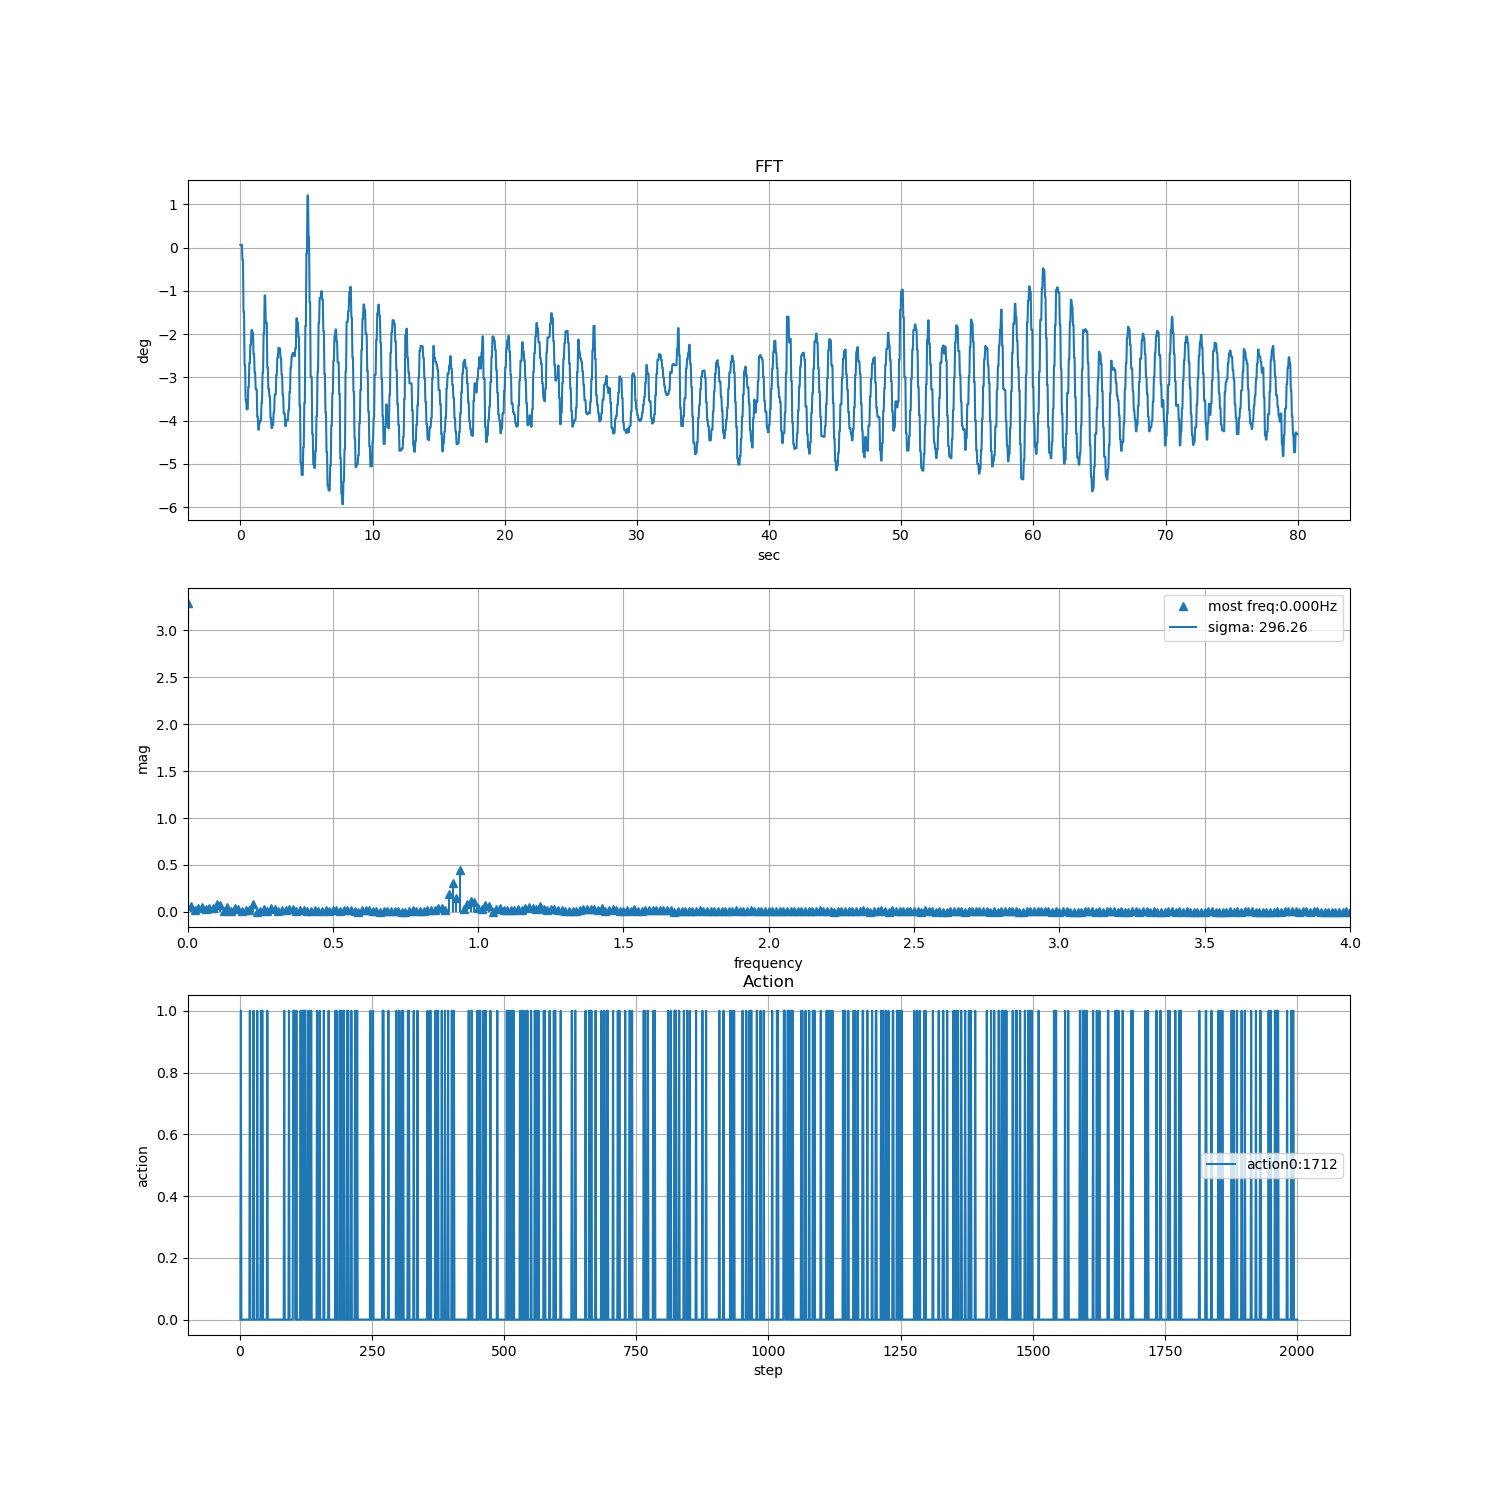 FFT
1
0
−1
−2
−3
−4
−5
−6
deg
0 10 20 30 40 50 60 70 80
sec
most freq:0.000Hz
sigma: 296.26
3.0
2.5
2.0
1.5
1.0
0.5
0.0
mag
0.0 0.5 1.0 1.5 2.0 2.5 3.0 3.5 4.0
frequency
Action
1.0
0.8
0.6
0.4
0.2
0.0
action
action0:1712
0 250 500 750 1000 1250 1500 1750 2000
step